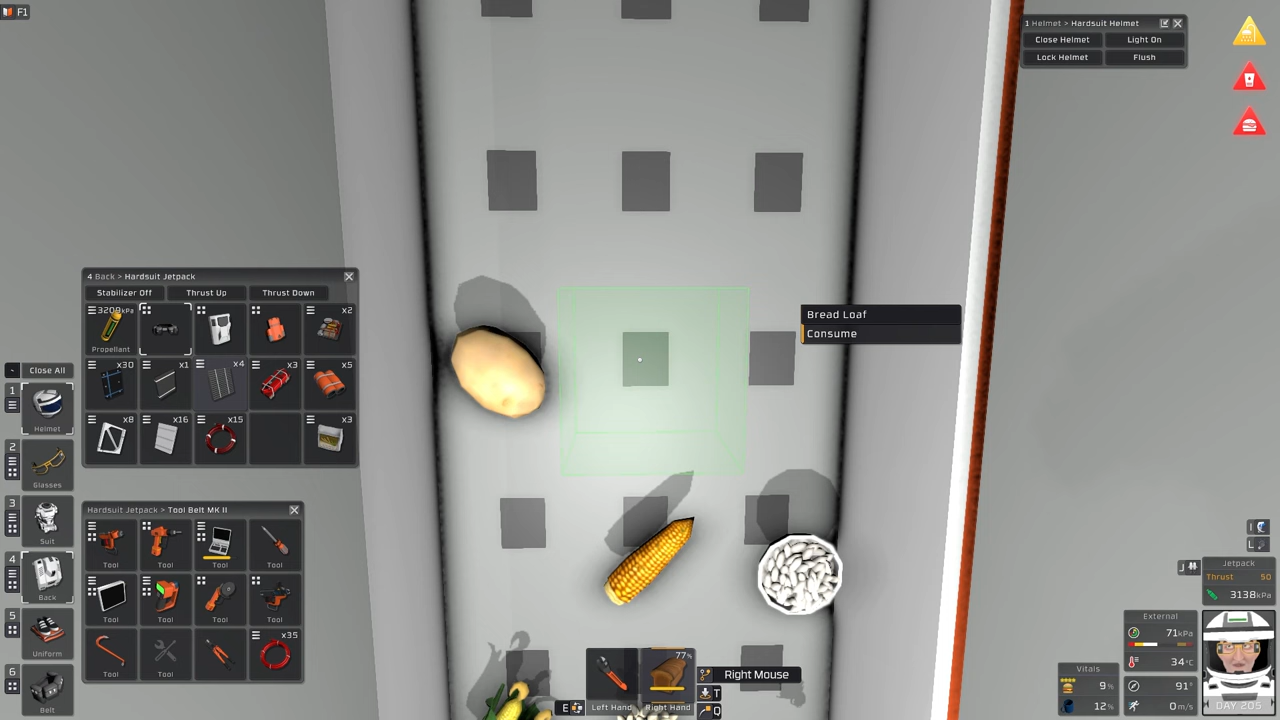 F1
1 Helmet > Hardsuit Helmet
Close Helmet
Light On
Lock Helmet
Flush
4 Back > Hardsuit Jetpack
Stabilizer Off
Thrust Up
Thrust Down
3209kPa
x2
Propellant
x30
x1
x4
x3
x5
x8
x16
x15
x3
Bread Loaf
Consume
Close All
1
Helmet
2
Glasses
3
Suit
4
Back
5
Uniform
6
Belt
Hardsuit Jetpack > Tool Belt MK II
Tool
Tool
Tool
Tool
Tool
Tool
Tool
Tool
x35
Tool
Tool
Tool
Tool
77%
E
Left Hand
Right Hand
Right Mouse
T
Q
I
L
J
Jetpack
Thrust 50
3138kPa
External
71kPa
34°C
91°
0m/s
Vitals
9%
12%
DAY 205